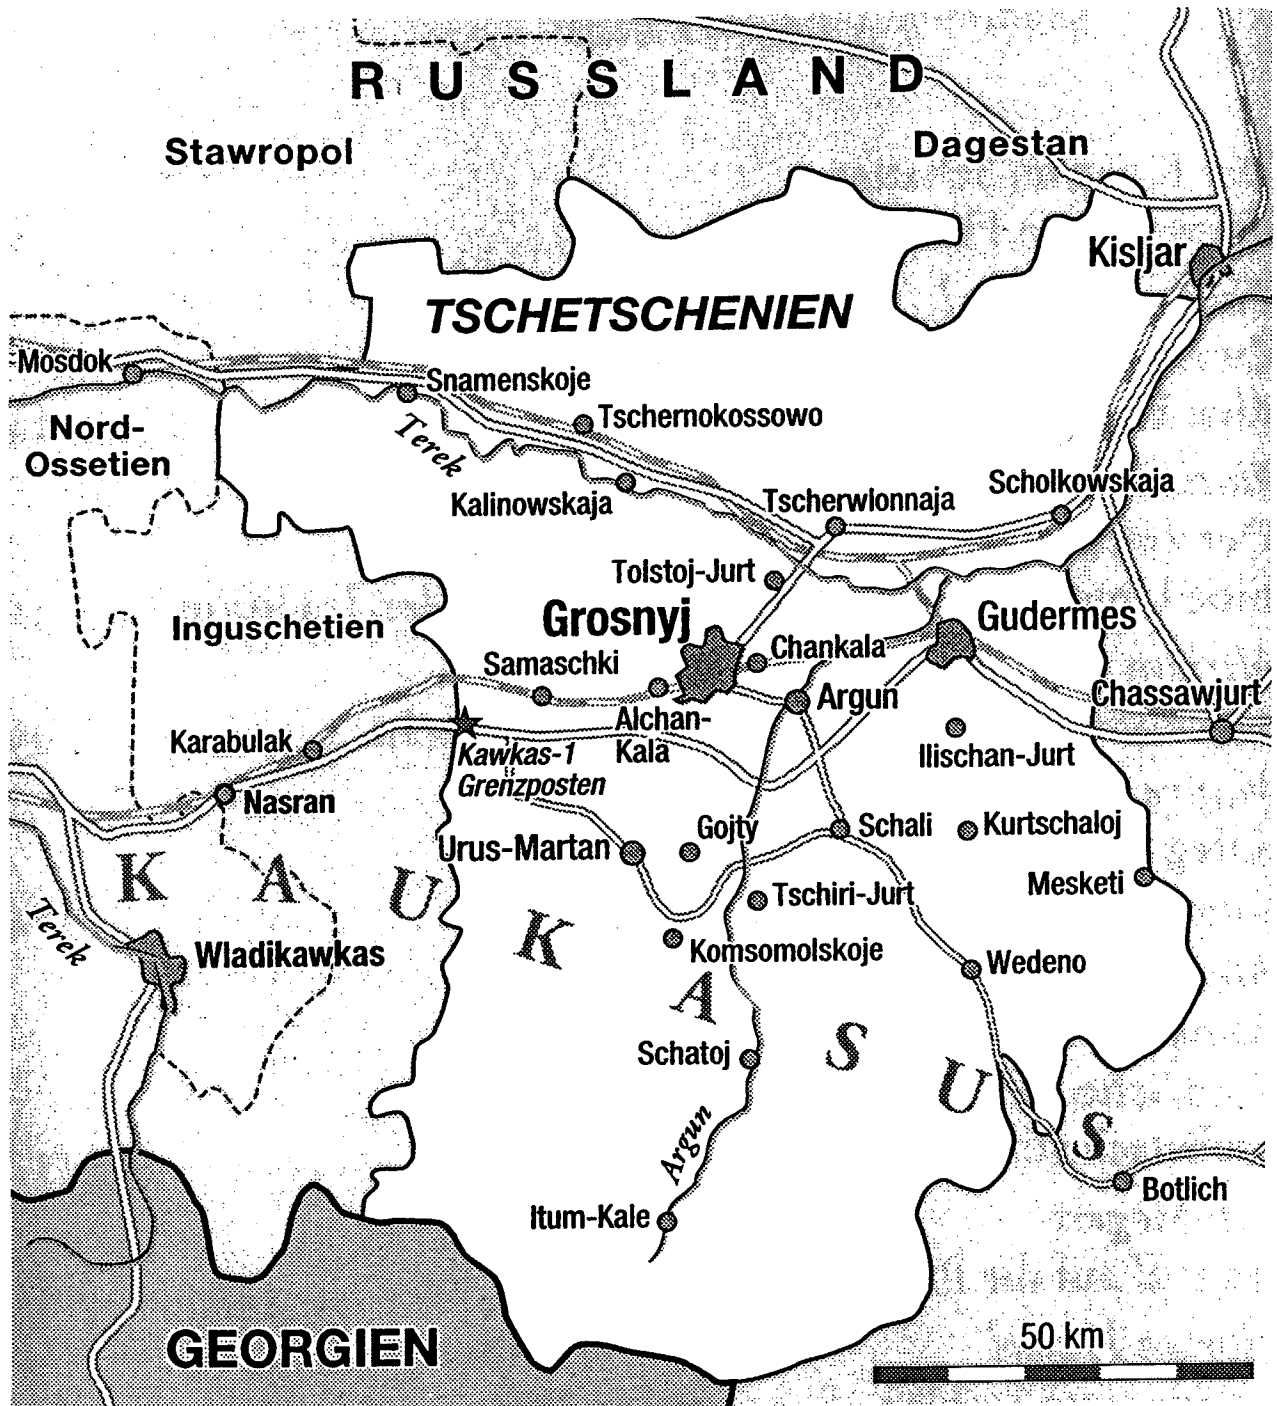 RUSSLAND
Stawropol
Dagestan
Kisljar
TSCHETSCHENIEN
Mosdok
Snamenskoje
Tschernokossowo
Terek
Nord-
Ossetien
Kalinowskaja
Tscherwlonnaja
Scholkowskaja
Tolstoj-Jurt
Grosnyj
Gudermes
Inguschetien
Chankala
Samaschki
Argun
Chassawjurt
Alchan-
Kala
Karabulak
Kawkas-1
Grenzposten
Ilischan-Jurt
Nasran
Gojty
Schali
Kurtschaloj
Urus-Martan
Mesketi
KAUKASUS
Tschiri-Jurt
Terek
Wladikawkas
Komsomolskoje
Wedeno
Schatoj
Argun
Botlich
Itum-Kale
GEORGIEN
50 km